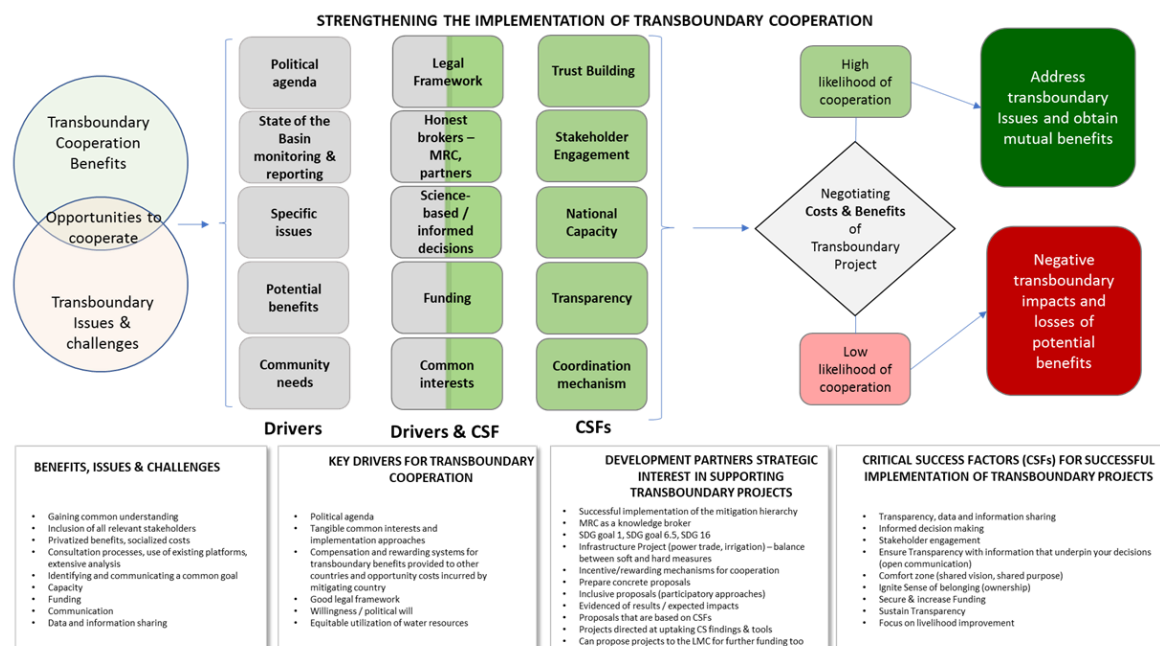 STRENGTHENING THE IMPLEMENTATION OF TRANSBOUNDARY COOPERATION
Transboundary
Cooperation
Benefits
Opportunities to
cooperate
Transboundary
Issues &
challenges
Political
agenda
State of the
Basin
monitoring &
reporting
Specific
issues
Potential
benefits
Community
needs
Drivers
Legal
Framework
Honest
brokers –
MRC,
partners
Science-
based /
informed
decisions
Funding
Common
interests
Drivers & CSF
Trust Building
Stakeholder
Engagement
National
Capacity
Transparency
Coordination
mechanism
CSFs
High
likelihood of
cooperation
Negotiating
Costs & Benefits
of
Transboundary
Project
Low
likelihood of
cooperation
Address
transboundary
Issues and obtain
mutual benefits
Negative
transboundary
impacts and
losses of
potential
benefits
BENEFITS, ISSUES & CHALLENGES
• Gaining common understanding
• Inclusion of all relevant stakeholders
• Privatized benefits, socialized costs
• Consultation processes, use of existing platforms,
extensive analysis
• Identifying and communicating a common goal
• Capacity
• Funding
• Communication
• Data and information sharing
KEY DRIVERS FOR TRANSBOUNDARY
COOPERATION
• Political agenda
• Tangible common interests and
implementation approaches
• Compensation and rewarding systems for
transboundary benefits provided to other
countries and opportunity costs incurred by
mitigating country
• Good legal framework
• Willingness / political will
• Equitable utilization of water resources
DEVELOPMENT PARTNERS STRATEGIC
INTEREST IN SUPPORTING
TRANSBOUNDARY PROJECTS
• Successful implementation of the mitigation hierarchy
• MRC as a knowledge broker
• SDG goal 1, SDG goal 6.5, SDG 16
• Infrastructure Project (power trade, irrigation) – balance
between soft and hard measures
• Incentive/rewarding mechanisms for cooperation
• Prepare concrete proposals
• Inclusive proposals (participatory approaches)
• Evidenced of results / expected impacts
• Proposals that are based on CSFs
• Projects directed at uptaking CS findings & tools
• Can propose projects to the LMC for further funding too
CRITICAL SUCCESS FACTORS (CSFs) FOR SUCCESSFUL
IMPLEMENTATION OF TRANSBOUNDARY PROJECTS
• Transparency, data and information sharing
• Informed decision making
• Stakeholder engagement
• Ensure Transparency with information that underpin your decisions
(open communication)
• Comfort zone (shared vision, shared purpose)
• Ignite Sense of belonging (ownership)
• Secure & increase Funding
• Sustain Transparency
• Focus on livelihood improvement